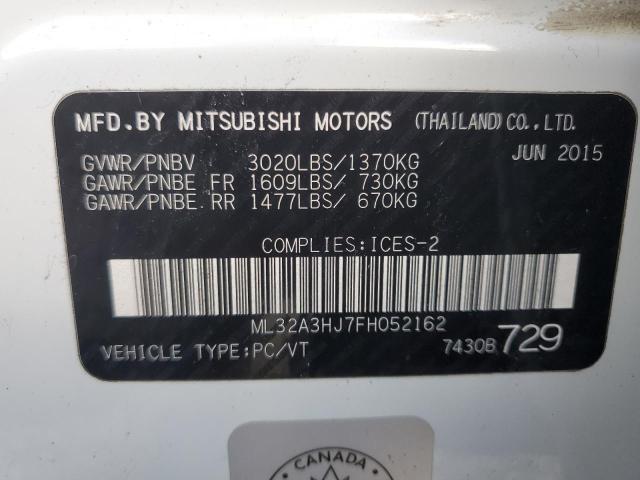 MFD.BY MITSUBISHI MOTORS (THAILAND)CO.,LTD.
GVWR/PNBV 3020LBS/1370KG JUN 2015
GAWR/PNBE FR 1609LBS/ 730KG
GAWR/PNBE RR 1477LBS/ 670KG
COMPLIES:ICES-2
ML32A3HJ7FH052162
VEHICLE TYPE:PC/VT 7430B 729
CANADA